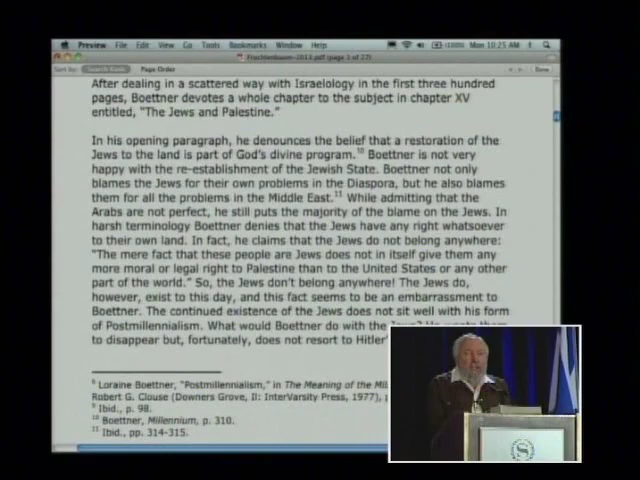 Preview File Edit View Go Tools Bookmarks Window Help Mon 10:25 AM
Fruchtenbaum-2013.pdf (page 3 of 27)
Sort By: Search Rank Page Order Done
After dealing in a scattered way with Israelology in the first three hundred
pages, Boettner devotes a whole chapter to the subject in chapter XV
entitled, “The Jews and Palestine.”
In his opening paragraph, he denounces the belief that a restoration of the
Jews to the land is part of God’s divine program.10 Boettner is not very
happy with the re-establishment of the Jewish State. Boettner not only
blames the Jews for their own problems in the Diaspora, but he also blames
them for all the problems in the Middle East.11 While admitting that the
Arabs are not perfect, he still puts the majority of the blame on the Jews. In
harsh terminology Boettner denies that the Jews have any right whatsoever
to their own land. In fact, he claims that the Jews do not belong anywhere:
“The mere fact that these people are Jews does not in itself give them any
more moral or legal right to Palestine than to the United States or any other
part of the world.” So, the Jews don’t belong anywhere! The Jews do,
however, exist to this day, and this fact seems to be an embarrassment to
Boettner. The continued existence of the Jews does not sit well with his form
of Postmillennialism. What would Boettner do with the
to disappear but, fortunately, does not resort to Hitler’
Loraine Boettner, “Postmillennialism,” in The Meaning of the
Robert G. Clouse (Downers Grove, Il: InterVarsity Press, 1977),
9 Ibid., p. 98.
10 Boettner, Millennium, p. 310.
11 Ibid., pp. 314-315.